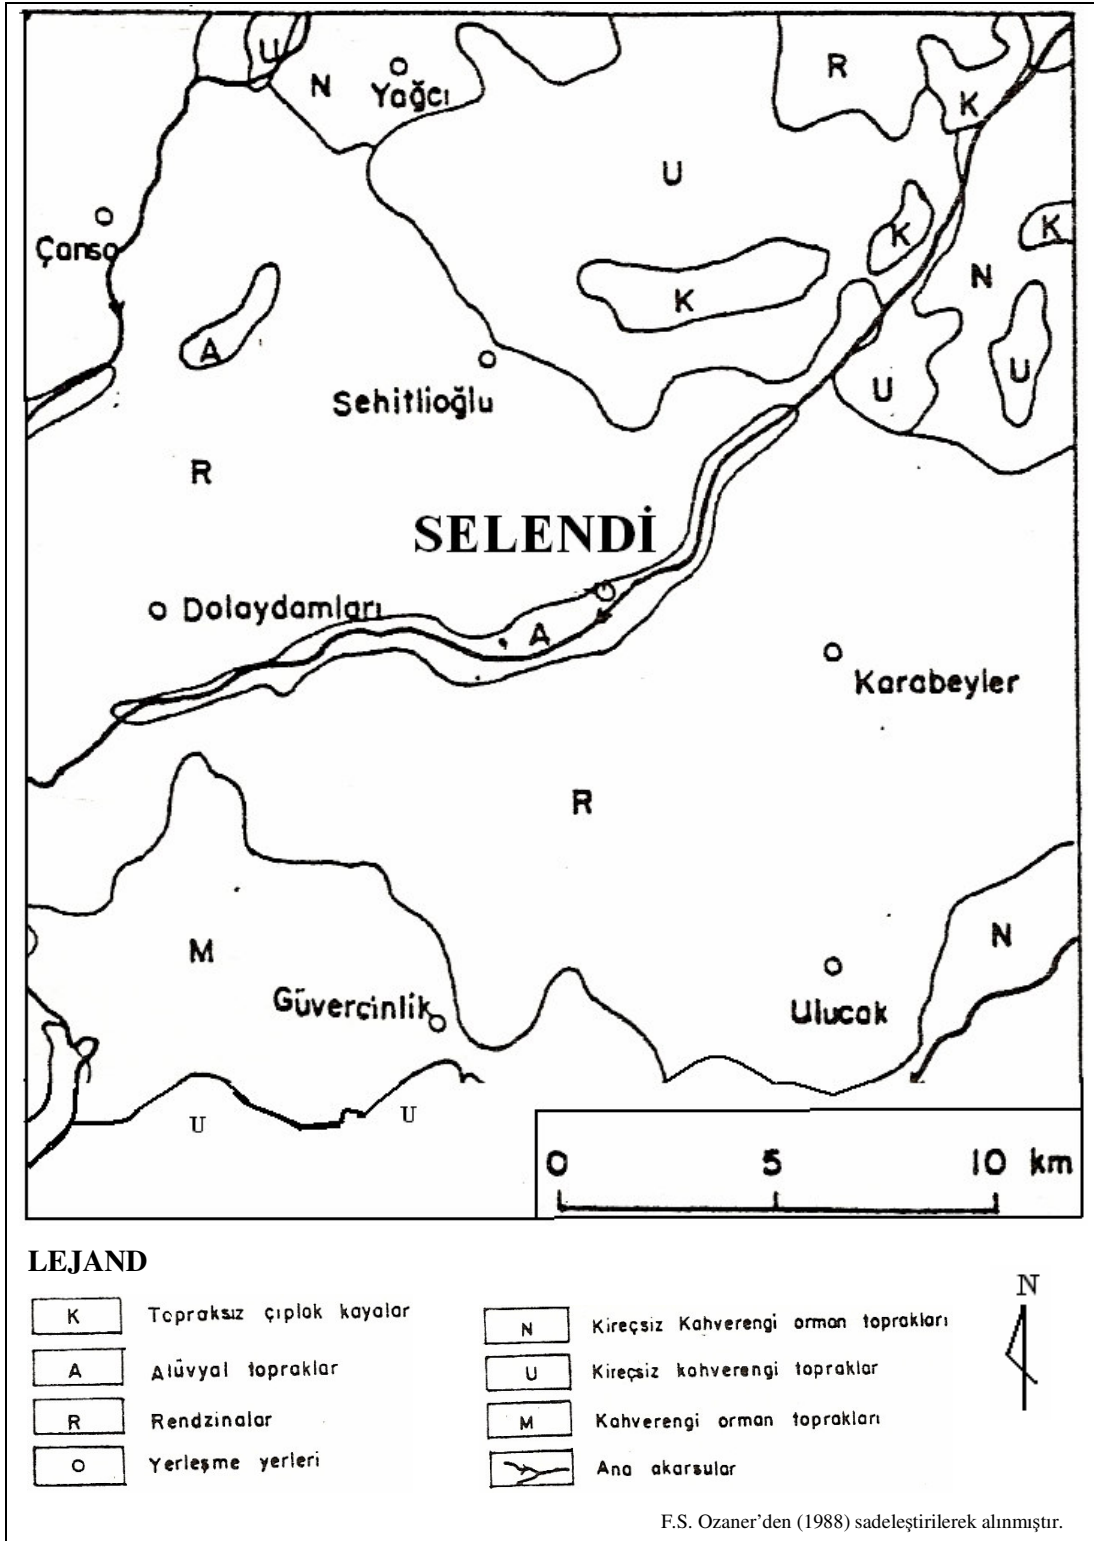 U
N
Yağcı
R
K
U
K
K
Çansa
N
K
A
U
U
Sehitlioğlu
R
SELENDİ
Dolaydamları
A
Karabeyler
R
M
N
Güvercinlik
Ulucak
U
U
0 5 10 km
LEJAND
N
K Topraksız çıplak kayalar
A Alüvyal topraklar
R Rendzinalar
O Yerleşme yerleri
N Kireçsiz Kahverengi orman toprakları
U Kireçsiz kahverengi topraklar
M Kahverengi orman toprakları
Ana akarsular
F.S. Ozaner’den (1988) sadeleştirilerek alınmıştır.